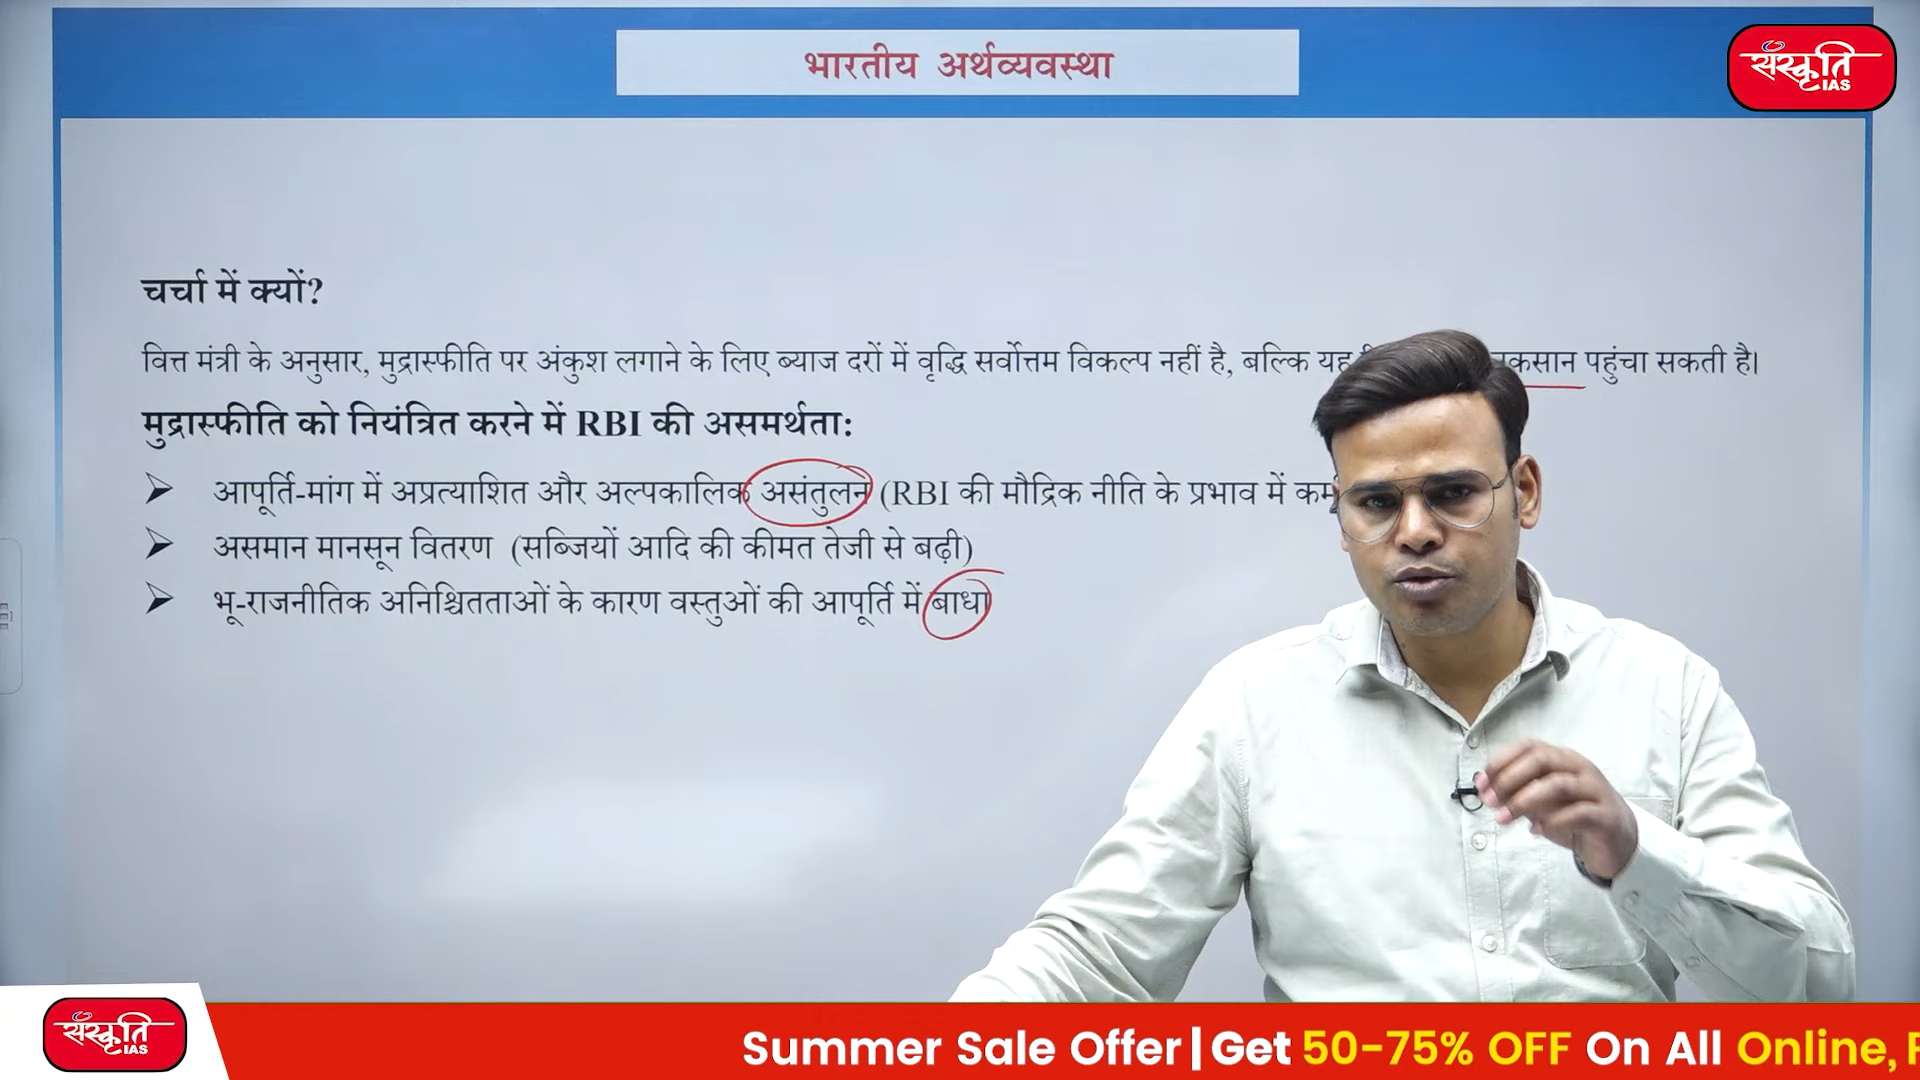 भारतीय अर्थव्यवस्था
संस्कृति
IAS
चर्चा में क्यों?
वित्त मंत्री के अनुसार, मुद्रास्फीति पर अंकुश लगाने के लिए ब्याज दरों में वृद्धि सर्वोत्तम विकल्प नहीं है, बल्कि यह पहुंचा सकती है।
मुद्रास्फीति को नियंत्रित करने में RBI की असमर्थता:
➢ आपूर्ति-मांग में अप्रत्याशित और अल्पकालिक असंतुलन (RBI की मौद्रिक नीति के प्रभाव में
➢ असमान मानसून वितरण (सब्जियों आदि की कीमत तेजी से बढ़ी)
➢ भू-राजनीतिक अनिश्चितताओं के कारण वस्तुओं की आपूर्ति में बाधा
संस्कृति
IAS
Summer Sale Offer | Get 50-75% OFF On All Online,